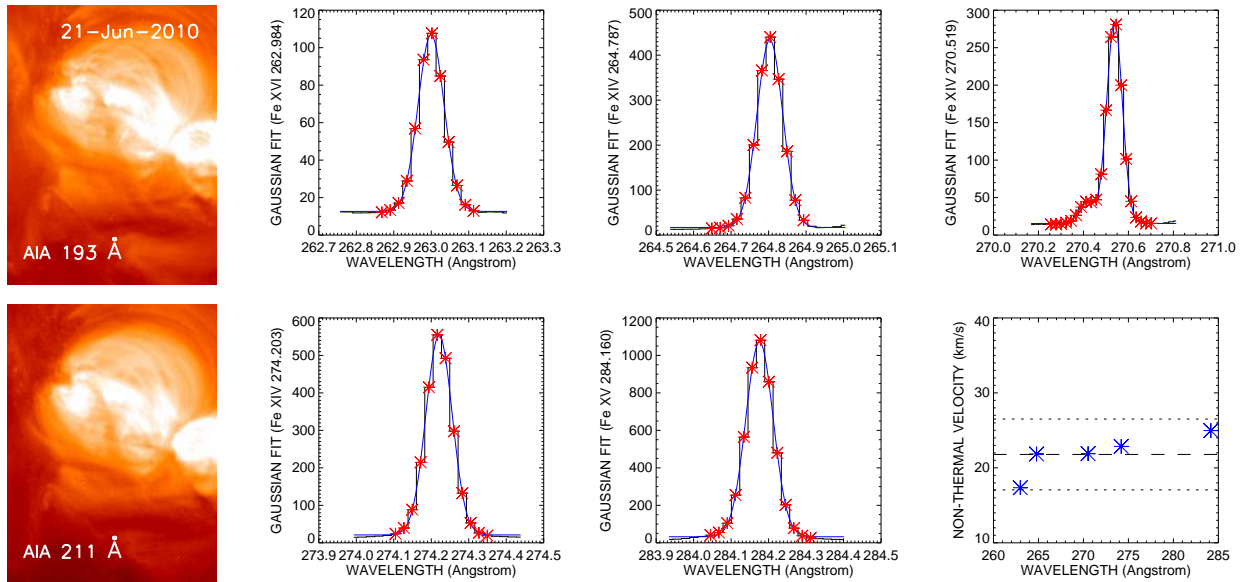 21-Jun-2010
AIA 193 Å
GAUSSIAN FIT (Fe XVI 262.984)
120
100
80
60
40
20
0
262.7 262.8 262.9 263.0 263.1 263.2 263.3
WAVELENGTH (Angstrom)
GAUSSIAN FIT (Fe XIV 264.787)
500
400
300
200
100
0
264.5 264.6 264.7 264.8 264.9 265.0 265.1
WAVELENGTH (Angstrom)
GAUSSIAN FIT (Fe XIV 270.519)
300
250
200
150
100
50
0
270.0 270.2 270.4 270.6 270.8 271.0
WAVELENGTH (Angstrom)
AIA 211 Å
GAUSSIAN FIT (Fe XIV 274.203)
600
500
400
300
200
100
0
273.9 274.0 274.1 274.2 274.3 274.4 274.5
WAVELENGTH (Angstrom)
GAUSSIAN FIT (Fe XV 284.160)
1200
1000
800
600
400
200
0
283.9 284.0 284.1 284.2 284.3 284.4 284.5
WAVELENGTH (Angstrom)
NON-THERMAL VELOCITY (km/s)
40
30
20
10
260 265 270 275 280 285
WAVELENGTH (Angstrom)